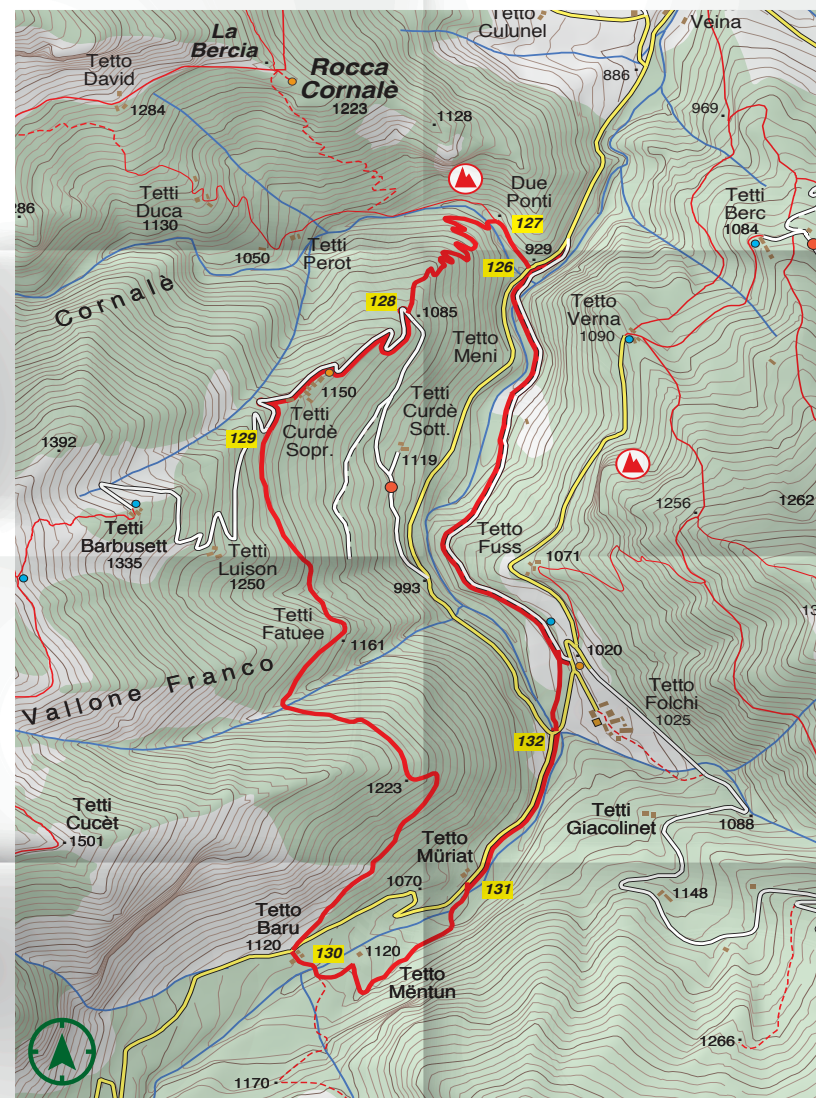 Tetto
Culunel
Veina
La
Bercia
Tetto
David
1284
Rocca
Cornalè
1223
886
969
1128
Due
Ponti
127
Tetti
Duca
1130
Tetti
Berc
1084
286
1050
Tetti
Perot
929
126
Cornalè
128
1085
Tetto
Verna
1090
Tetto
Meni
1150
Tetti
Curdè
Sopr.
Tetti
Curdè
Sott.
1119
129
1392
1256
1262
Tetti
Barbusett
1335
Tetti
Luison
1250
Tetto
Fuss
1071
993
Tetti
Fatuee
1161
1020
Vallone Franco
Tetto
Folchi
1025
132
1223
Tetti
Cucèt
1501
Tetti
Giacolinet
1088
Tetto
Müriat
1070
131
1148
Tetto
Baru
1120
130
1120
Tetto
Mëntun
1266
1170